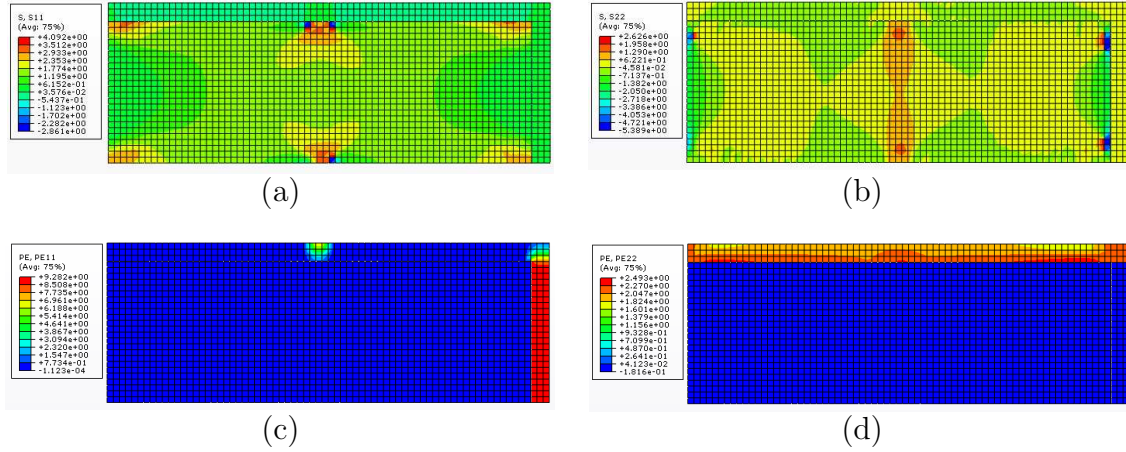 S, S11
(Avg: 75%)
+4.092e+00
+3.512e+00
+2.933e+00
+2.353e+00
+1.774e+00
+1.195e+00
+6.152e-01
+3.576e-02
-5.437e-01
-1.123e+00
-1.702e+00
-2.282e+00
-2.861e+00
S, S22
(Avg: 75%)
+2.626e+00
+1.958e+00
+1.290e+00
+6.221e-01
-4.581e-02
-7.137e-01
-1.382e+00
-2.050e+00
-2.718e+00
-3.386e+00
-4.053e+00
-4.721e+00
-5.389e+00
(a)
(b)
PE, PE11
(Avg: 75%)
+9.282e+00
+8.508e+00
+7.735e+00
+6.961e+00
+6.188e+00
+5.414e+00
+4.641e+00
+3.867e+00
+3.094e+00
+2.320e+00
+1.547e+00
+7.734e-01
-1.123e-04
PE, PE22
(Avg: 75%)
+2.493e+00
+2.270e+00
+2.047e+00
+1.824e+00
+1.601e+00
+1.379e+00
+1.156e+00
+9.328e-01
+7.099e-01
+4.870e-01
+2.641e-01
+4.123e-02
-1.816e-01
(c)
(d)